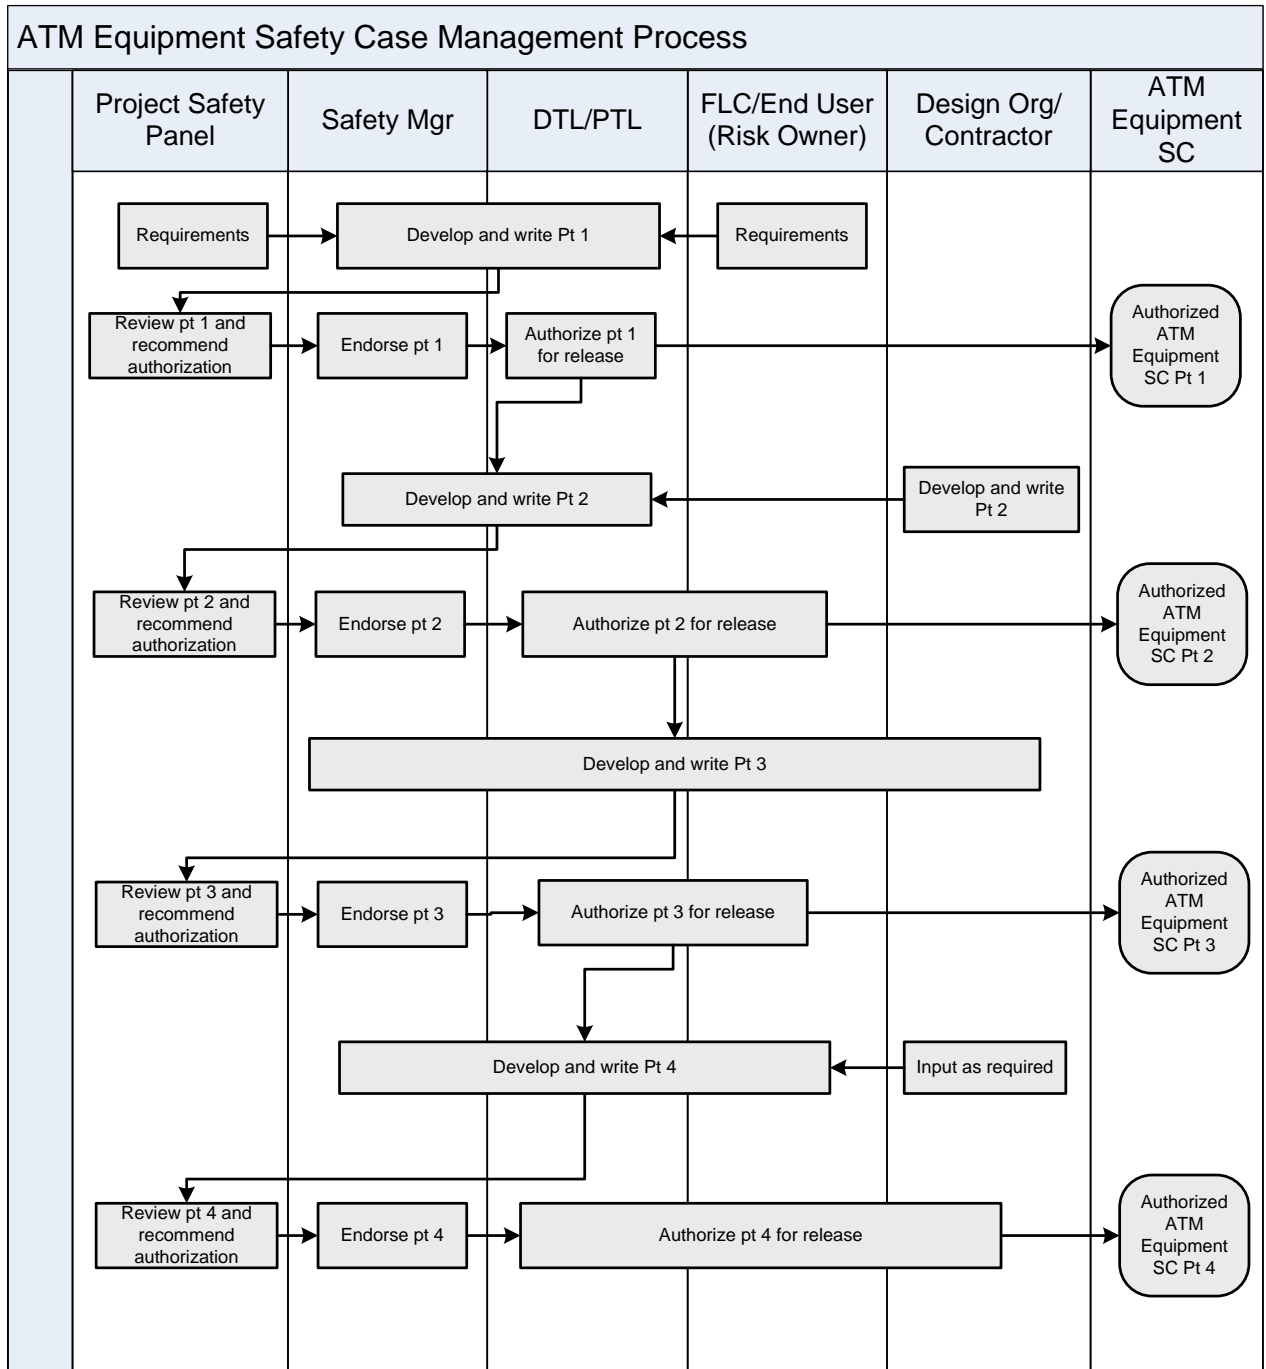 ATM Equipment Safety Case Management Process
Project Safety
Panel
Safety Mgr
DTL/PTL
FLC/End User
(Risk Owner)
Design Org/
Contractor
ATM
Equipment
SC
Requirements
Develop and write Pt 1
Requirements
Review pt 1 and
recommend
authorization
Endorse pt 1
Authorize pt 1
for release
Authorized
ATM
Equipment
SC Pt 1
Develop and write Pt 2
Develop and write
Pt 2
Review pt 2 and
recommend
authorization
Endorse pt 2
Authorize pt 2 for release
Authorized
ATM
Equipment
SC Pt 2
Develop and write Pt 3
Review pt 3 and
recommend
authorization
Endorse pt 3
Authorize pt 3 for release
Authorized
ATM
Equipment
SC Pt 3
Develop and write Pt 4
Input as required
Review pt 4 and
recommend
authorization
Endorse pt 4
Authorize pt 4 for release
Authorized
ATM
Equipment
SC Pt 4